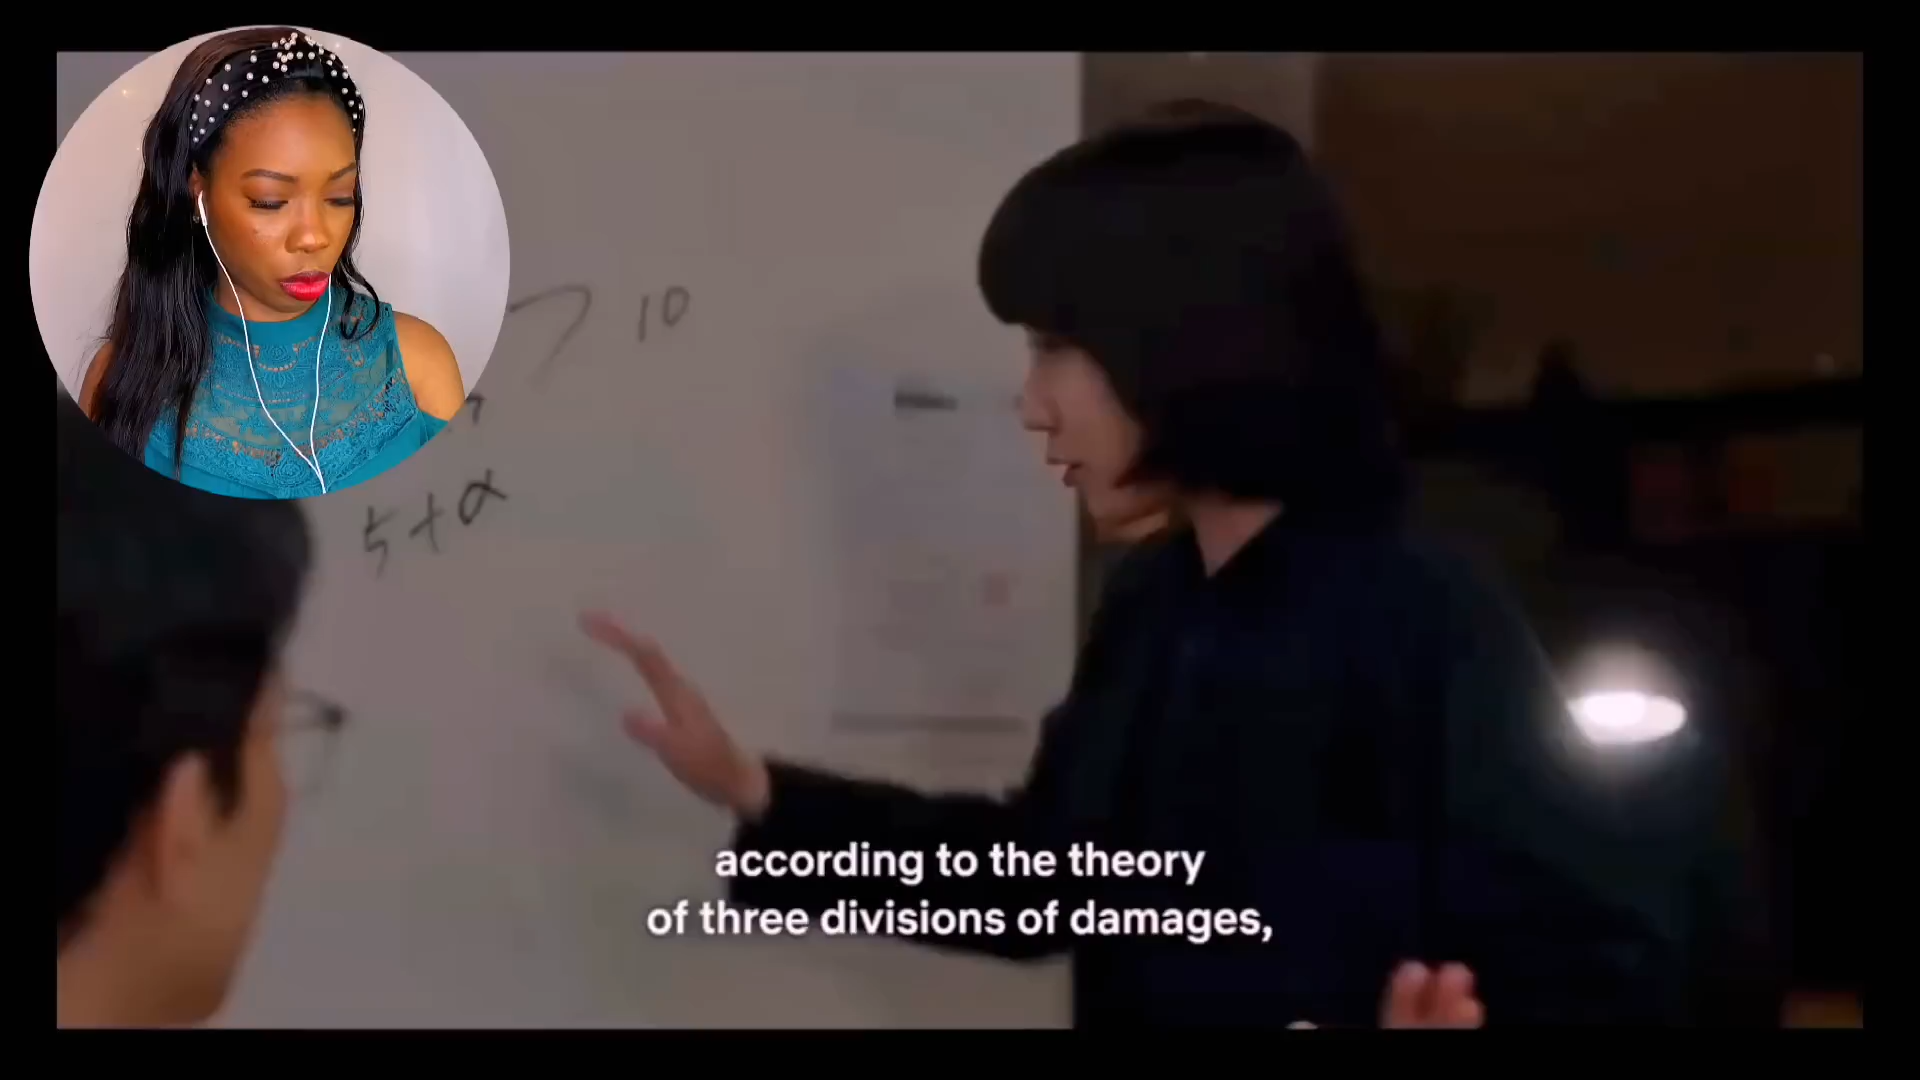 10
5+α
according to the theory
of three divisions of damages,